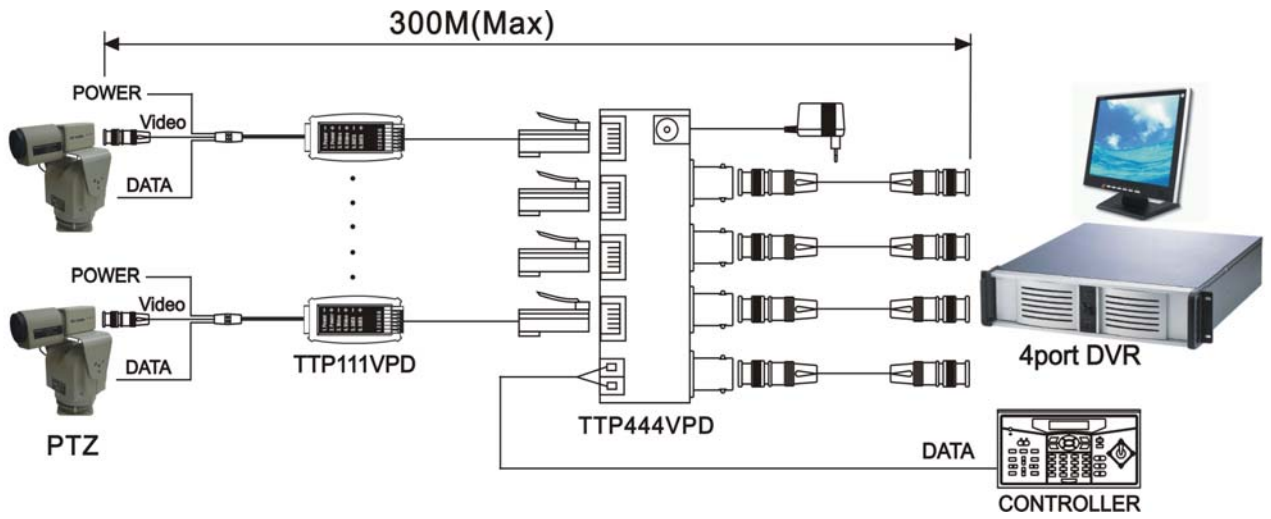 300M(Max)
POWER
Video
DATA
POWER
Video
DATA
PTZ
TTP111VPD
TTP444VPD
4port DVR
DATA
CONTROLLER